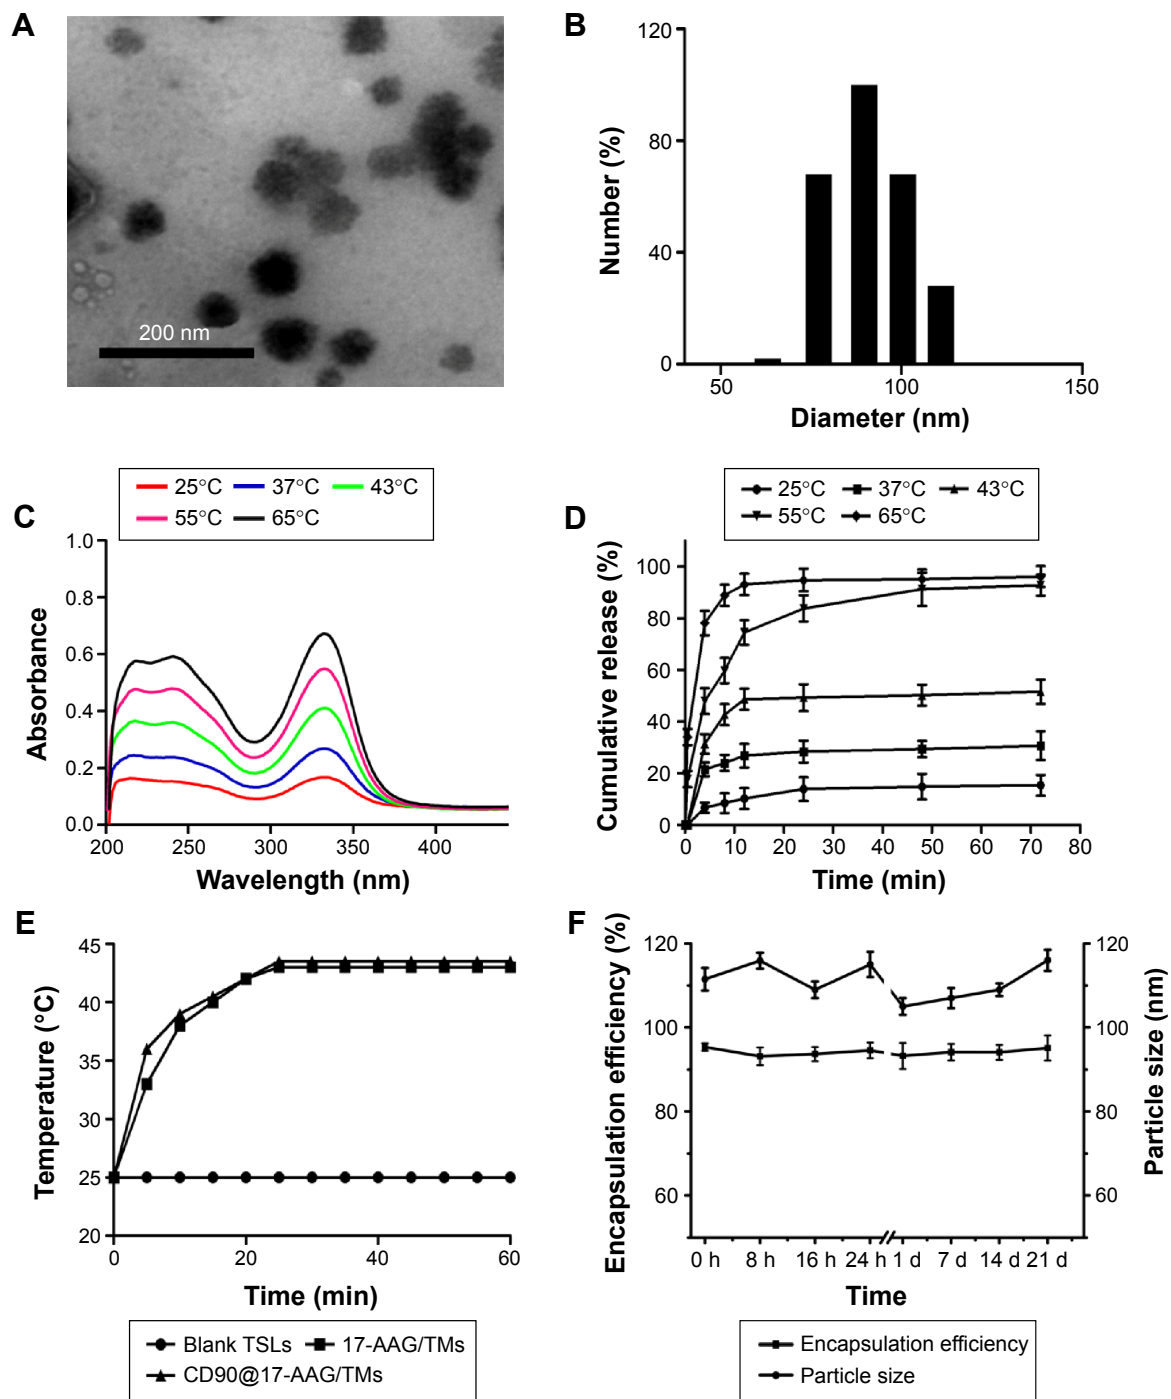 A
200 nm
B
120
80
40
0
50 100 150
Number (%)
Diameter (nm)
C
25°C 37°C 43°C
55°C 65°C
1.0
0.8
0.6
0.4
0.2
0.0
200 250 300 350 400
Absorbance
Wavelength (nm)
D
25°C 37°C 43°C
55°C 65°C
100
80
60
40
20
0
0 10 20 30 40 50 60 70 80
Cumulative release (%)
Time (min)
E
45
40
35
30
25
20
0 20 40 60
Temperature (°C)
Time (min)
Blank TSLs 17-AAG/TMs
CD90@17-AAG/TMs
F
120
100
80
60
120
100
80
60
0 h 8 h 16 h 24 h 1 d 7 d 14 d 21 d
Encapsulation efficiency (%)
Particle size (nm)
Time
Encapsulation efficiency
Particle size